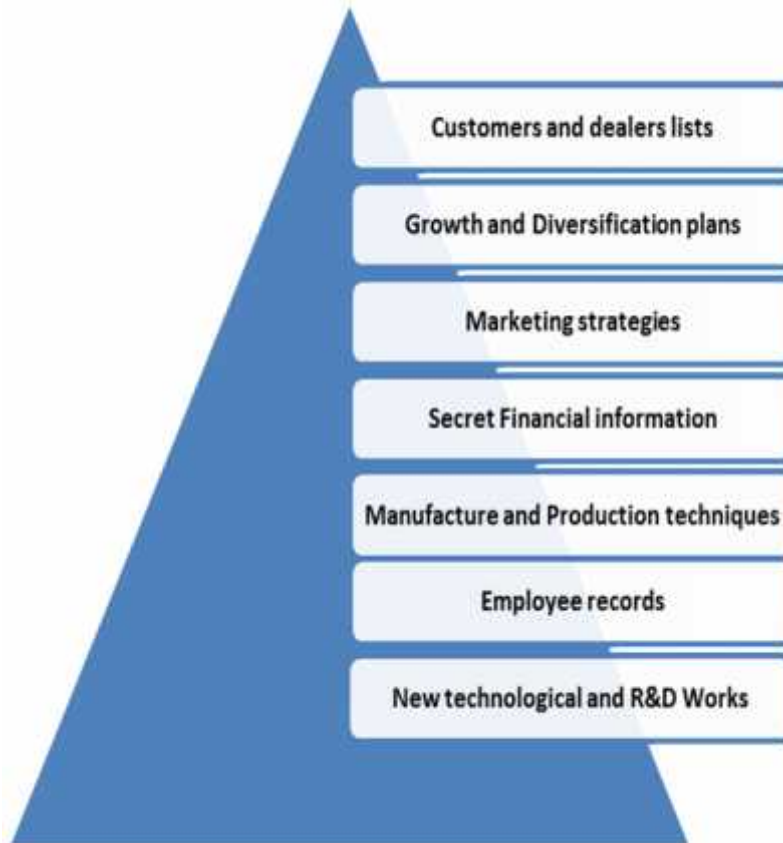 Customers and dealers lists
Growth and Diversification plans
Marketing strategies
Secret Financial information
Manufacture and Production techniques
Employee records
New technological and R&D Works